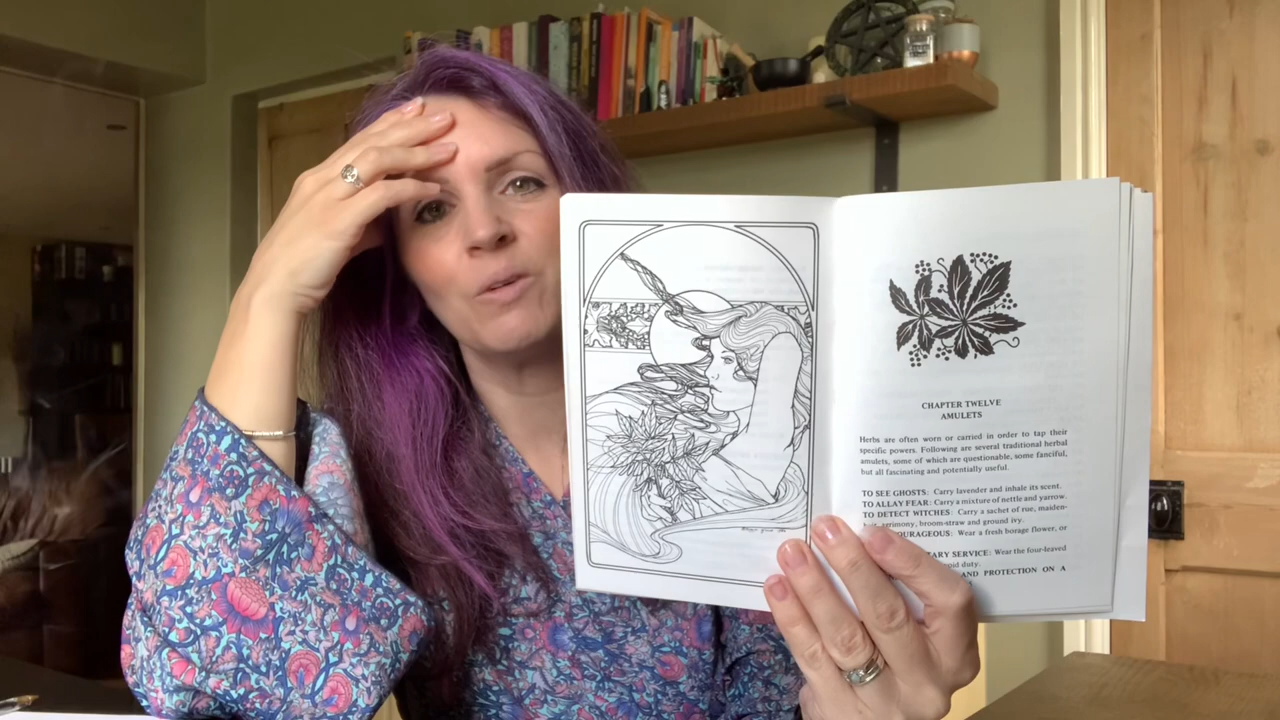 CHAPTER TWELVE
AMULETS
Herbs are often worn or carried in order to tap their
specific powers. Following are several traditional herbal
amulets, some of which are questionable, some fanciful,
but all fascinating and potentially useful.
TO SEE GHOSTS: Carry lavender and inhale its scent.
TO ALLAY FEAR: Carry a mixture of nettle and yarrow.
TO DETECT WITCHES: Carry a sachet of rue, maiden-
agrimony, broom-straw and ground ivy.
Wear a fresh borage flower, or
SERVICE: Wear the four-leaved
duty.
AND PROTECTION ON A